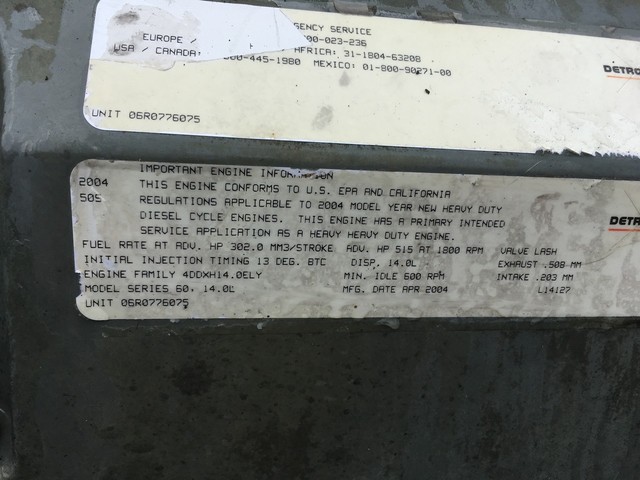 GENCY SERVICE
EUROPE / 00-023-236
USA / CANADA: AFRICA: 31-1804-63208
00-445-1980 MEXICO: 01-800-90271-00
DETRO
UNIT 06R0776075
IMPORTANT ENGINE INFORMATION
2004 THIS ENGINE CONFORMS TO U.S. EPA AND CALIFORNIA
505 REGULATIONS APPLICABLE TO 2004 MODEL YEAR NEW HEAVY DUTY
DIESEL CYCLE ENGINES. THIS ENGINE HAS A PRIMARY INTENDED
SERVICE APPLICATION AS A HEAVY HEAVY DUTY ENGINE.
DETRO
FUEL RATE AT ADV. HP 302.0 MM3/STROKE. ADV. HP 515 AT 1800 RPM VALVE LASH
INITIAL INJECTION TIMING 13 DEG. BTC DISP. 14.0L EXHAUST .508 MM
ENGINE FAMILY 4DDXH14.0ELY MIN. IDLE 600 RPM INTAKE .203 MM
MODEL SERIES 60, 14.0L MFG. DATE APR 2004 L14127
UNIT 06R0776075